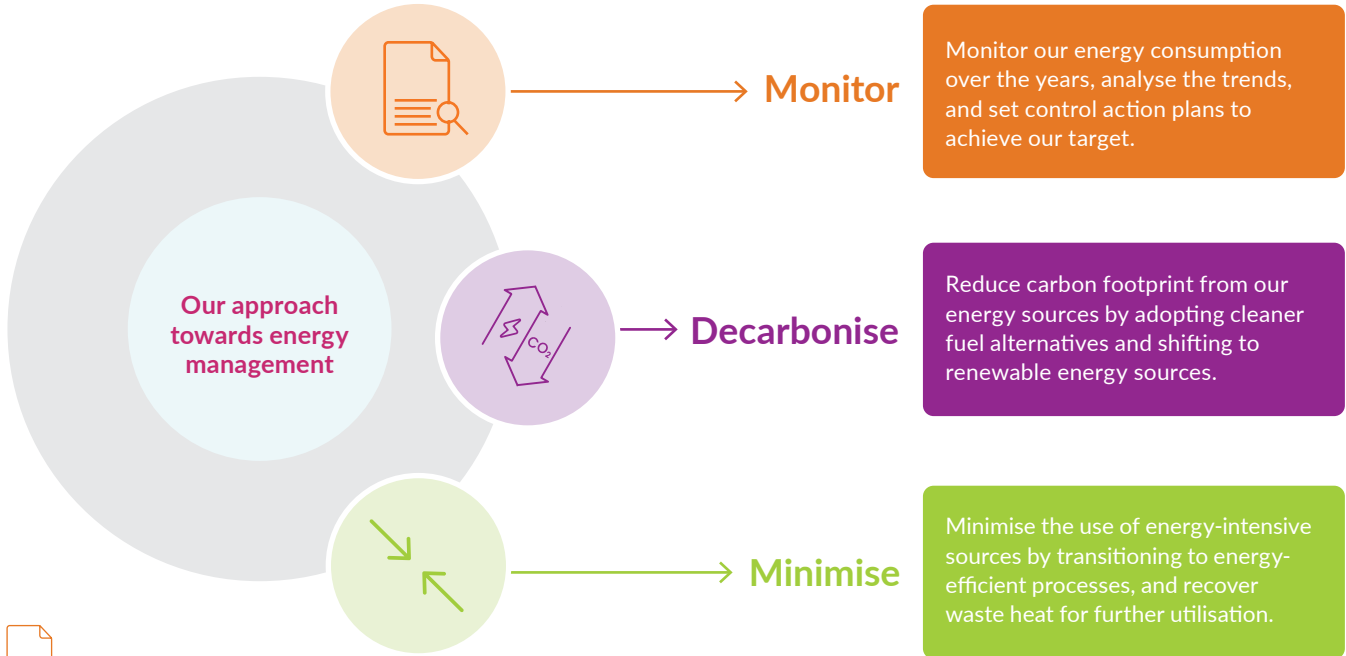 Our approach
towards energy
management
Monitor
Monitor our energy consumption
over the years, analyse the trends,
and set control action plans to
achieve our target.
CO₂
Decarbonise
Reduce carbon footprint from our
energy sources by adopting cleaner
fuel alternatives and shifting to
renewable energy sources.
Minimise
Minimise the use of energy-intensive
sources by transitioning to energy-
efficient processes, and recover
waste heat for further utilisation.